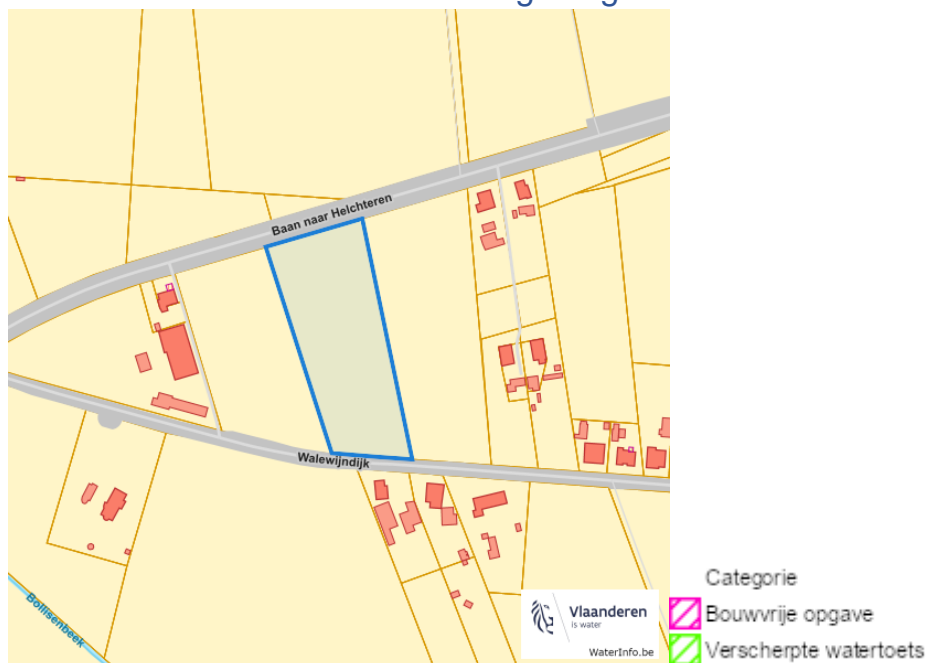 Baan naar Helchteren
Walewijndijk
Bollisenbeek
Vlaanderen
is water
WaterInfo.be
Categorie
Bouwvrije opgave
Verscherpte watertoets